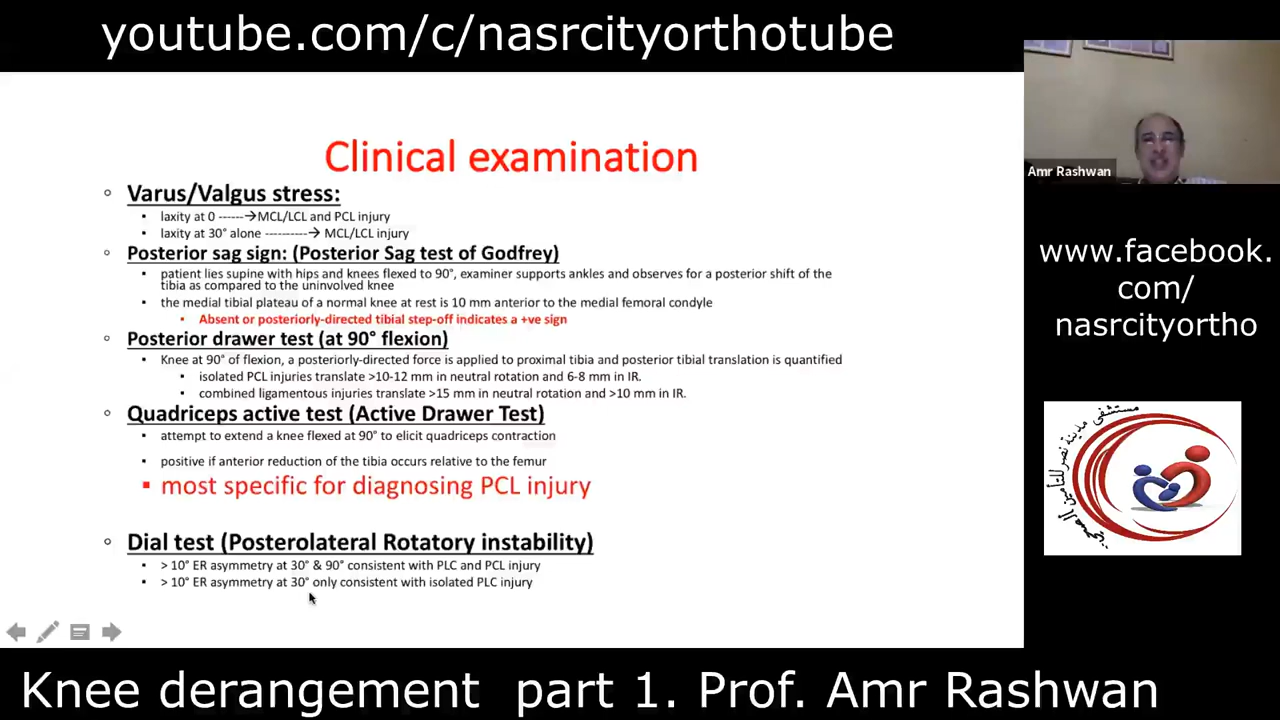 youtube.com/c/nasrcityorthotube
Clinical examination
Varus/Valgus stress:
laxity at 0 ------→MCL/LCL and PCL injury
laxity at 30° alone ----------→ MCL/LCL injury
Posterior sag sign: (Posterior Sag test of Godfrey)
patient lies supine with hips and knees flexed to 90°, examiner supports ankles and observes for a posterior shift of the
tibia as compared to the uninvolved knee
the medial tibial plateau of a normal knee at rest is 10 mm anterior to the medial femoral condyle
Absent or posteriorly-directed tibial step-off indicates a +ve sign
Posterior drawer test (at 90° flexion)
Knee at 90° of flexion, a posteriorly-directed force is applied to proximal tibia and posterior tibial translation is quantified
isolated PCL injuries translate >10-12 mm in neutral rotation and 6-8 mm in IR.
combined ligamentous injuries translate >15 mm in neutral rotation and >10 mm in IR.
Quadriceps active test (Active Drawer Test)
attempt to extend a knee flexed at 90° to elicit quadriceps contraction
positive if anterior reduction of the tibia occurs relative to the femur
most specific for diagnosing PCL injury
Dial test (Posterolateral Rotatory instability)
> 10° ER asymmetry at 30° & 90° consistent with PLC and PCL injury
> 10° ER asymmetry at 30° only consistent with isolated PLC injury
Amr Rashwan
www.facebook.
com/
nasrcityortho
مستشفى مدينة نصر للتأمين الصحى
Knee derangement part 1. Prof. Amr Rashwan